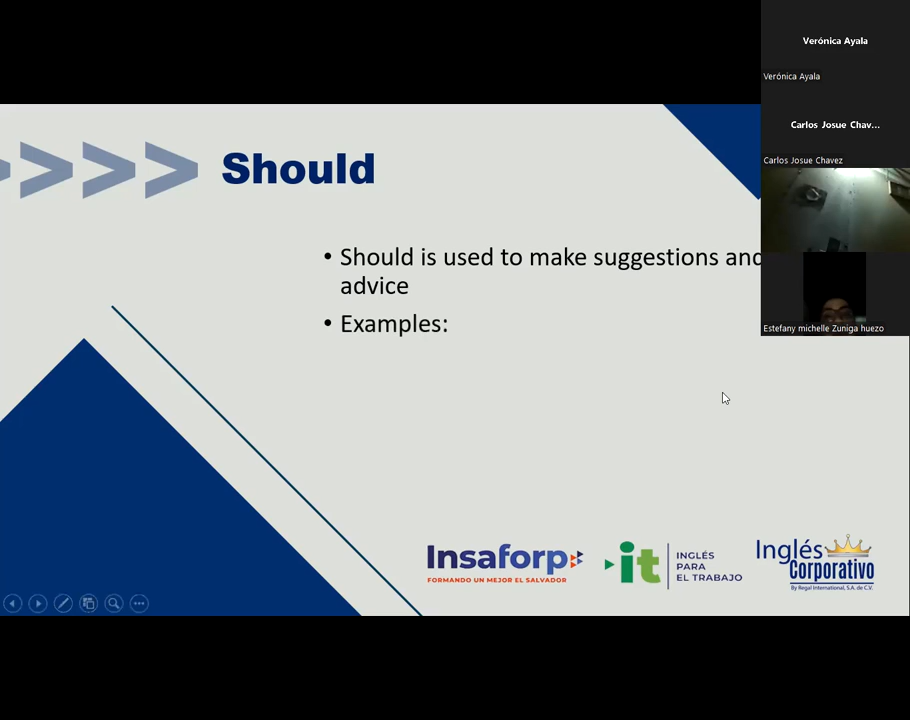 Verónica Ayala
Verónica Ayala
Carlos Josue Chav...
Carlos Josue Chavez
Estefany michelle Zuniga huezo
Should
• Should is used to make suggestions and
advice
• Examples:
Insaforp
FORMANDO UN MEJOR EL SALVADOR
it
INGLÉS
PARA
EL TRABAJO
Inglés
Corporativo
By Regal International, S.A. de C.V.